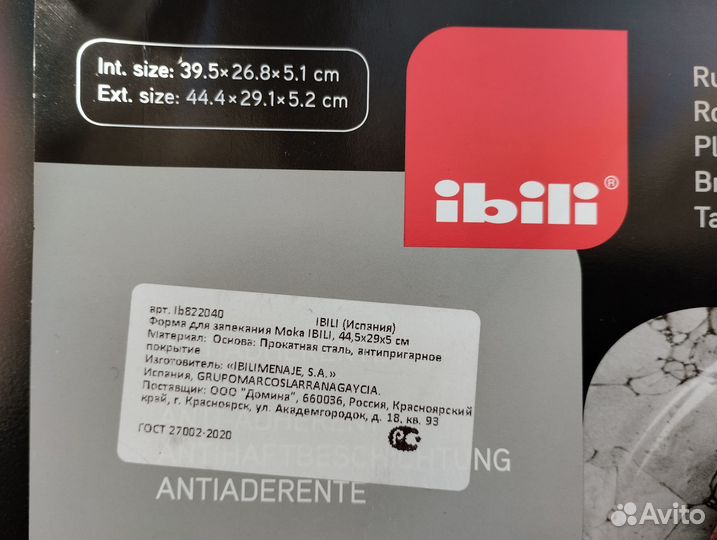 Int. size: 39.5×26.8×5.1 cm
Ext. size: 44.4×29.1×5.2 cm
ibili®
Ru
Ro
Pl
Br
Ta
арт. Ib822040 IBILI (Испания)
Форма для запекания Moka IBILI, 44,5x29x5 см
Материал: Основа: Прокатная сталь, антипригарное
покрытие
Изготовитель: «IBILIMENAJE, S.A.»
Испания, GRUPOMARCOSLARRANAGAYCIA.
Поставщик: ООО "Домина", 660036, Россия, Красноярский
край, г. Красноярск, ул. Академгородок, д. 18, кв. 93
ГОСТ 27002-2020
ANTIHAFTBESCHICHTUNG
ANTIADERENTE
Avito